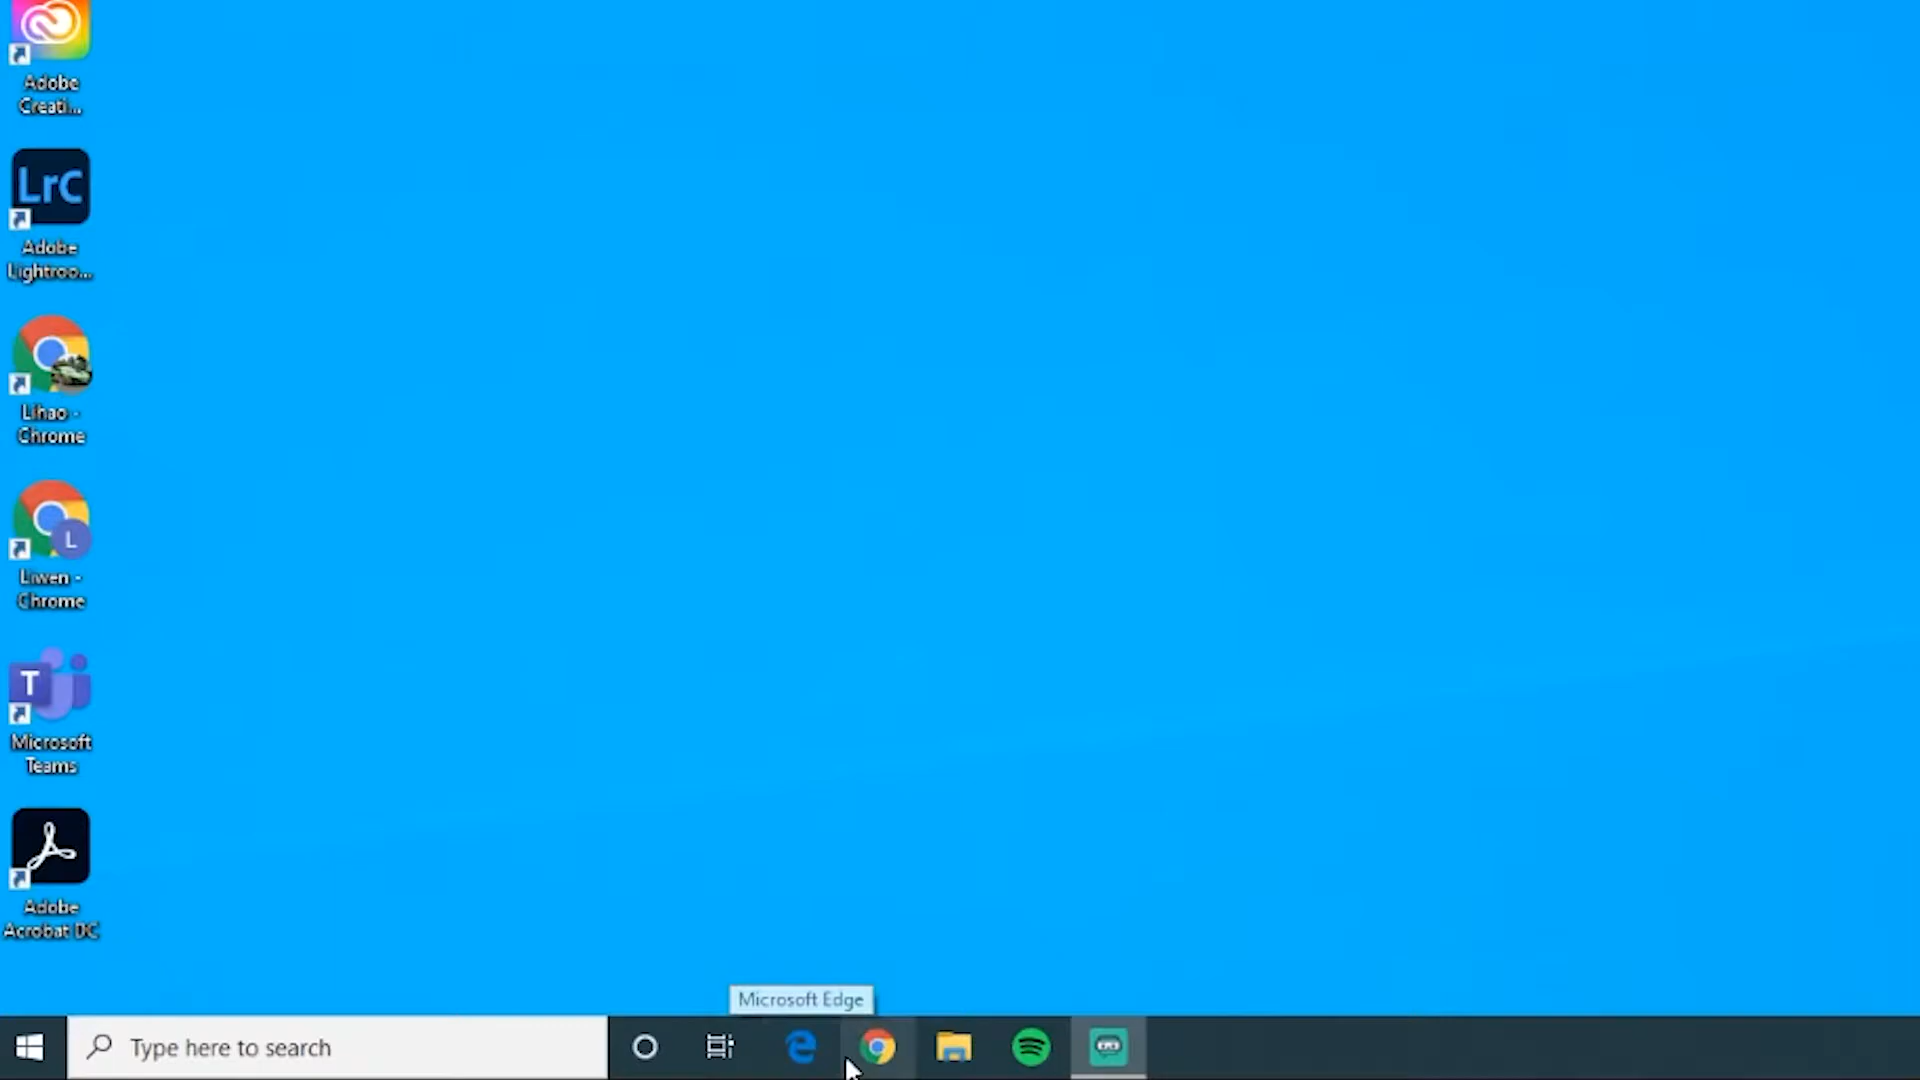 Adobe
Creati...
LrC
Adobe
Lightroo...
Lihao -
Chrome
L
Liwen -
Chrome
T
Microsoft
Teams
Adobe
Acrobat DC
Microsoft Edge
Type here to search